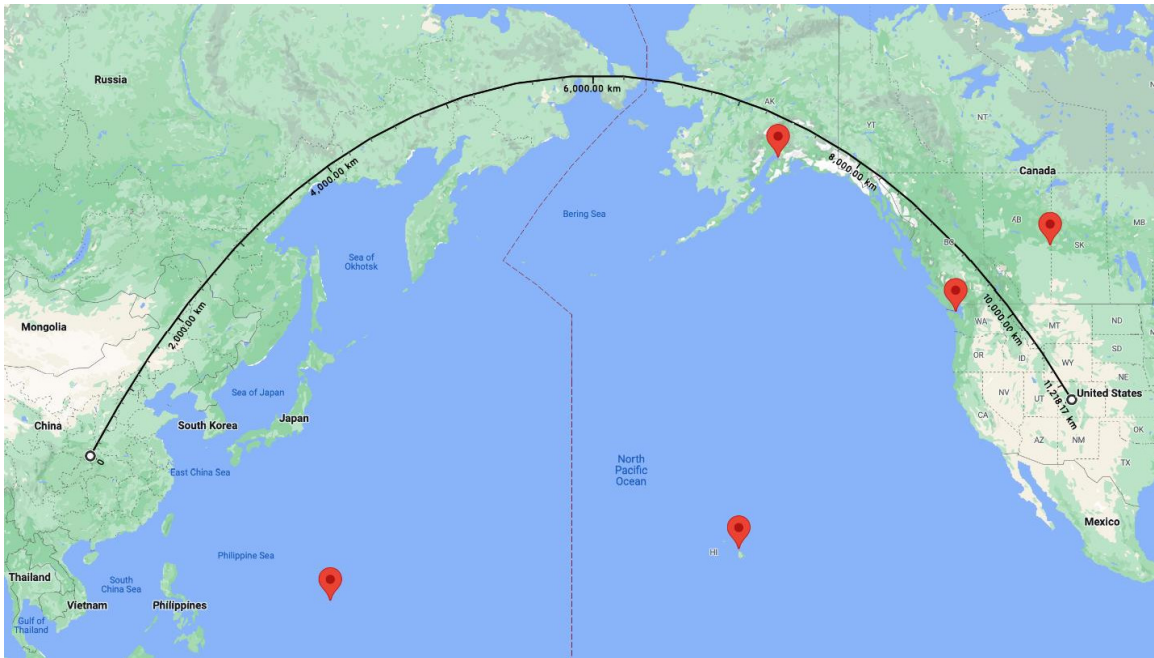 Russia
6,000.00 km
AK
NT
YT
4,000.00 km
8,000.00 km
Canada
Bering Sea
AB
SK
MB
BC
Sea of
Okhotsk
2,000.00 km
10,000.00 km
Mongolia
WA
MT
ND
OR
ID
SD
WY
NE
Sea of Japan
NV
UT
11,218.17 km
United States
Japan
South Korea
China
CA
OK
AZ
NM
0
East China Sea
TX
North
Pacific
Ocean
Mexico
HI
Philippine Sea
Thailand
South
China Sea
Vietnam
Philippines
Gulf of
Thailand